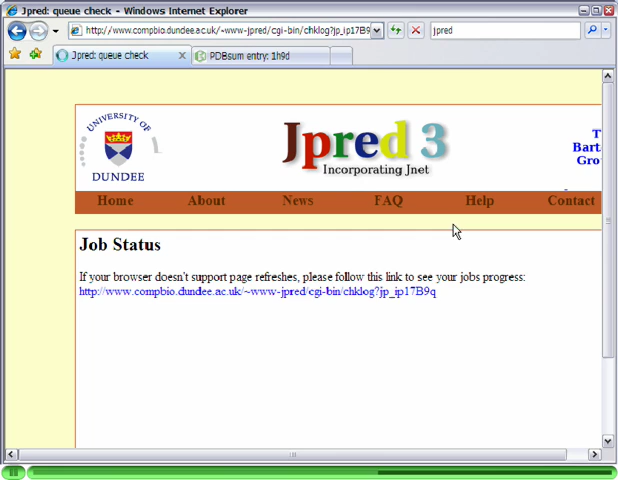 Jpred: queue check - Windows Internet Explorer
http://www.compbio.dundee.ac.uk/~www-jpred/cgi-bin/chklog?jp_ip17B9
jpred
Jpred: queue check
PDBsum entry: 1h9d
UNIVERSITY OF
DUNDEE
Jpred 3
Incorporating Jnet
T
Bart
Gro
Home About News FAQ Help Contact
Job Status
If your browser doesn't support page refreshes, please follow this link to see your jobs progress:
http://www.compbio.dundee.ac.uk/~www-jpred/cgi-bin/chklog?jp_ip17B9q